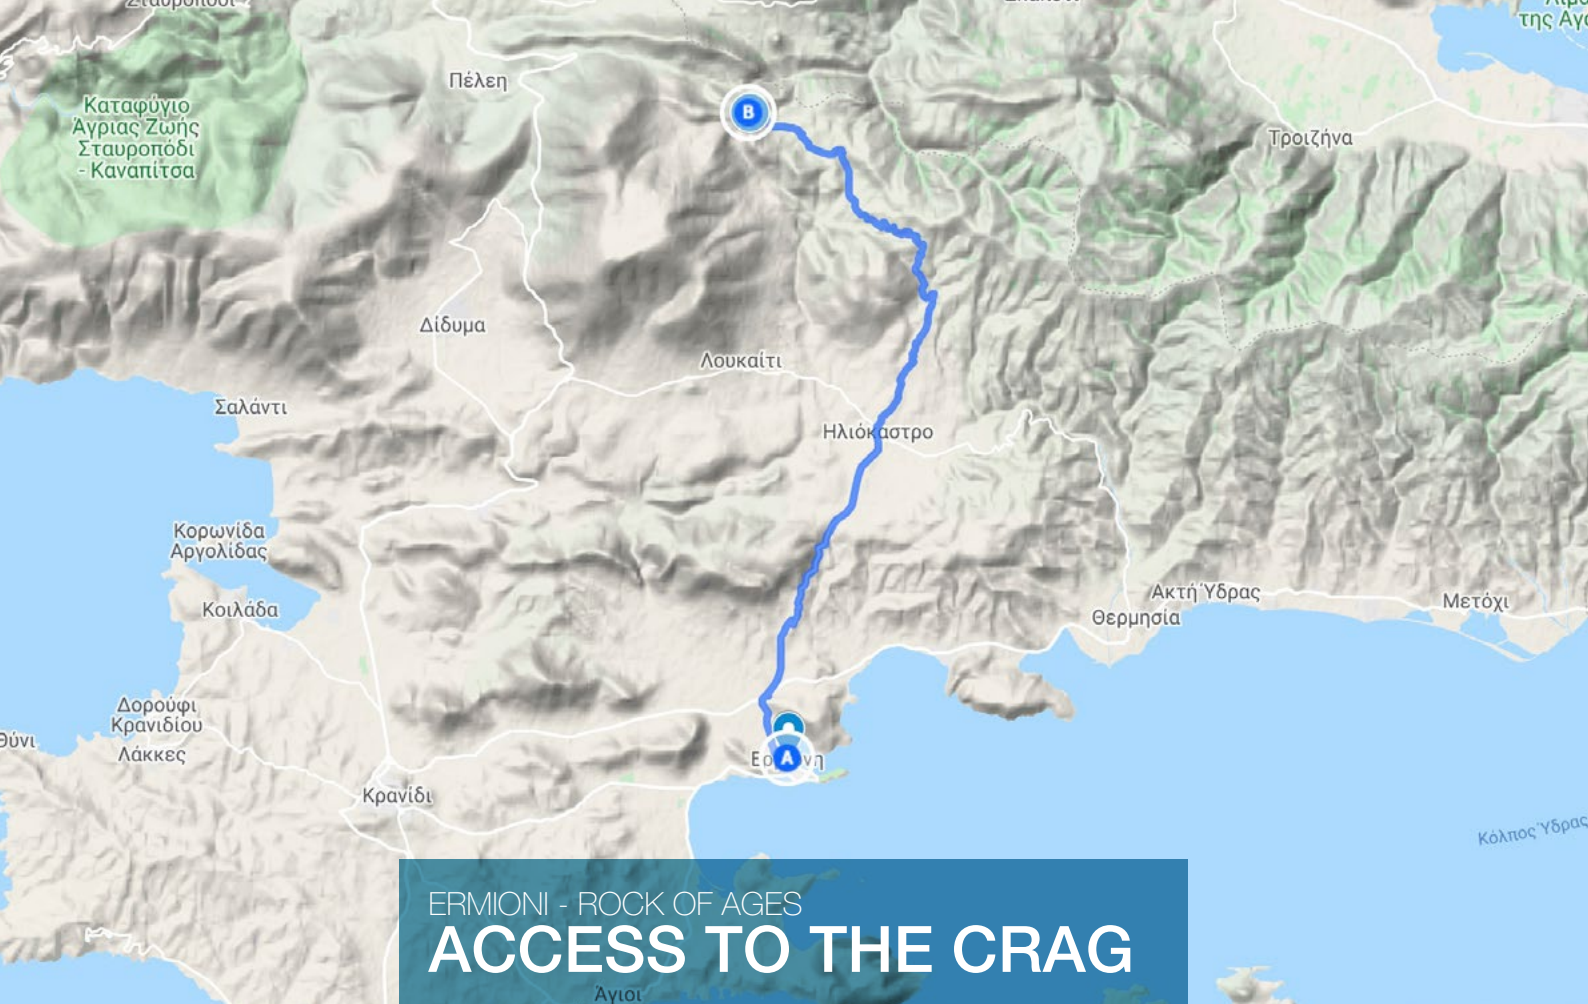 Πέλεη
Καταφύγιο
Άγριας Ζωής
Σταυροπόδι
- Καναπίτσα
B
της
Τροιζήνα
Δίδυμα
Λουκαΐτι
Σαλάντι
Ηλιόκαστρο
Κορωνίδα
Αργολίδας
Κοιλάδα
Ακτή Ύδρας
Μετόχι
Θερμησία
Δορούφι
Κρανιδίου
Λάκκες
A
Κρανίδι
Κόλπος Ύδρας
ERMIONI - ROCK OF AGES
ACCESS TO THE CRAG
Άγιοι